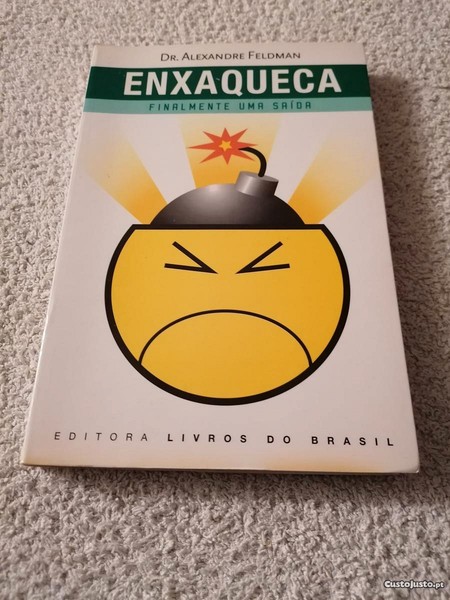 DR. ALEXANDRE FELDMAN
ENXAQUECA
FINALMENTE UMA SAÍDA
EDITORA LIVROS DO BRASIL
CustoJusto.pt